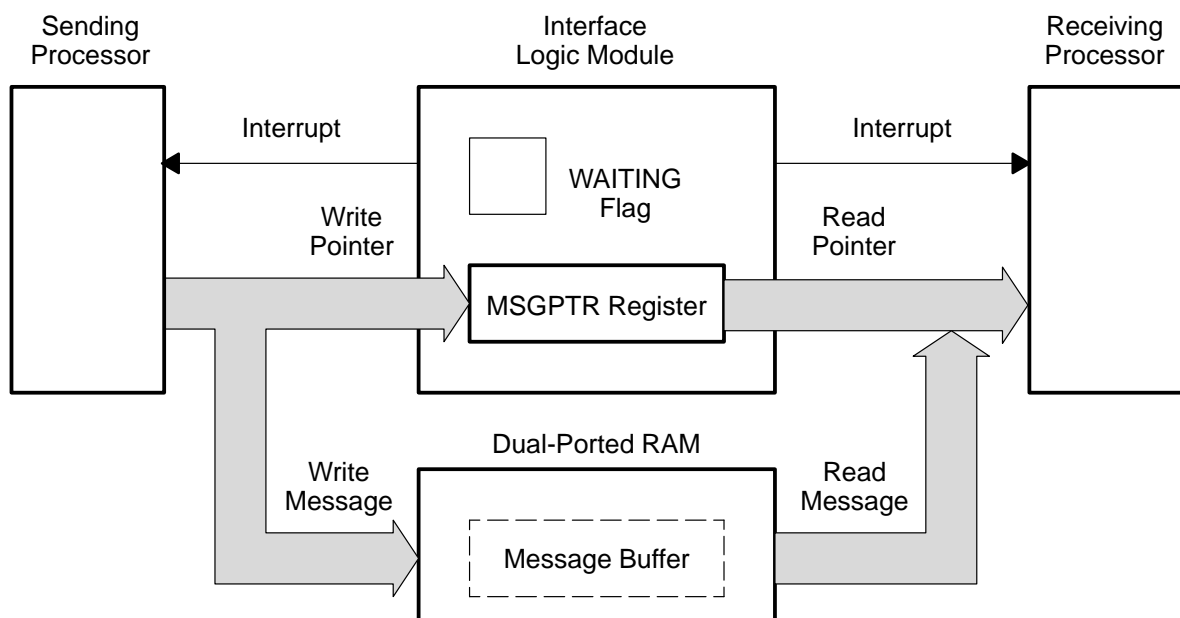 Sending
Processor
Interface
Logic Module
Receiving
Processor
Interrupt
Interrupt
WAITING
Flag
Write
Pointer
Read
Pointer
MSGPTR Register
Dual-Ported RAM
Write
Message
Read
Message
Message Buffer